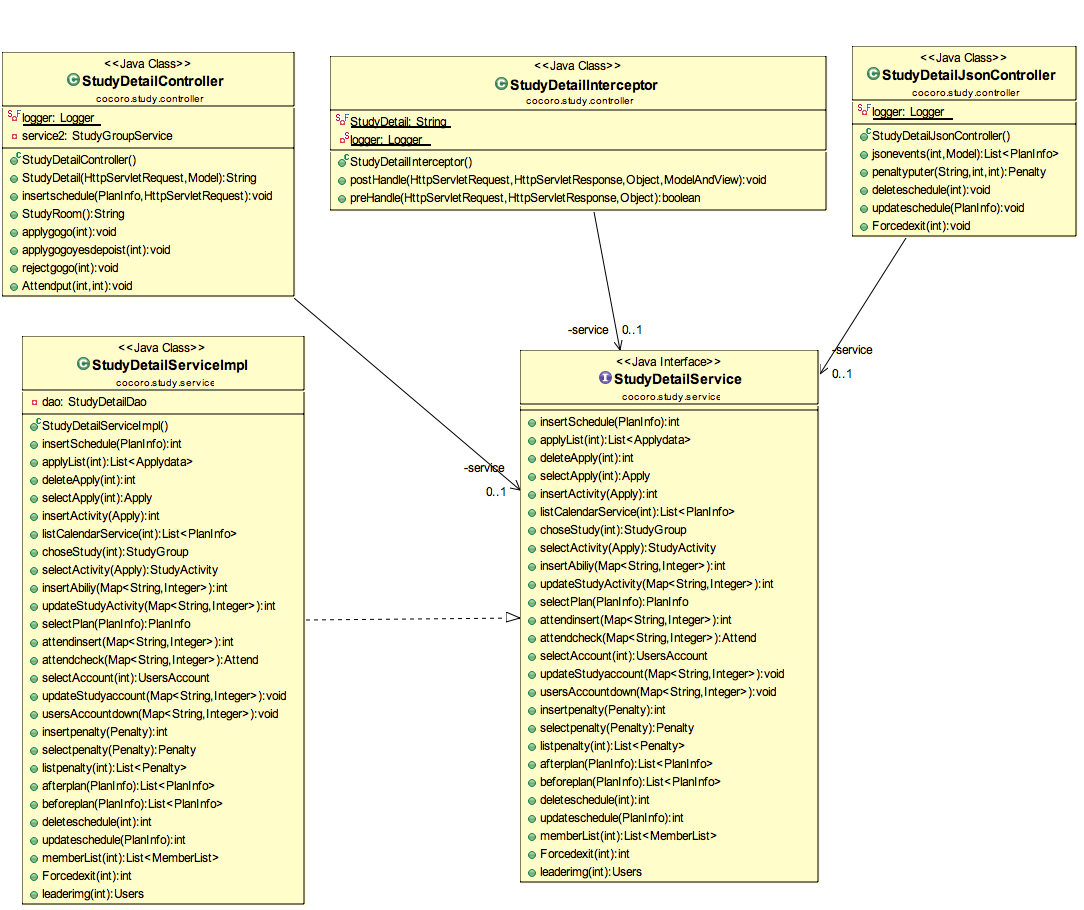 <<Java Class>>
StudyDetailController
cocoro.study.controller
logger: Logger
service2: StudyGroupService
StudyDetailController()
StudyDetail(HttpServletRequest,Model):String
insertschedule(PlanInfo,HttpServletRequest):void
StudyRoom():String
applygogo(int):void
applygogoyesdepoist(int):void
rejectgogo(int):void
Attendput(int,int):void
<<Java Class>>
StudyDetailInterceptor
cocoro.study.controller
StudyDetail: String
logger: Logger
StudyDetailInterceptor()
postHandle(HttpServletRequest,HttpServletResponse,Object,ModelAndView):void
preHandle(HttpServletRequest,HttpServletResponse,Object):boolean
<<Java Class>>
StudyDetailJsonController
cocoro.study.controller
logger: Logger
StudyDetailJsonController()
jsonevents(int,Model):List<PlanInfo>
penaltyputer(String,int,int):Penalty
deleteschedule(int):void
updateschedule(PlanInfo):void
Forcedexit(int):void
-service
0..1
-service
0..1
-service
0..1
<<Java Class>>
StudyDetailServiceImpl
cocoro.study.service
dao: StudyDetailDao
StudyDetailServiceImpl()
insertSchedule(PlanInfo):int
applyList(int):List<Applydata>
deleteApply(int):int
selectApply(int):Apply
insertActivity(Apply):int
listCalendarService(int):List<PlanInfo>
choseStudy(int):StudyGroup
selectActivity(Apply):StudyActivity
insertAbiliy(Map<String,Integer>):int
updateStudyActivity(Map<String,Integer>):int
selectPlan(PlanInfo):PlanInfo
attendinsert(Map<String,Integer>):int
attendcheck(Map<String,Integer>):Attend
selectAccount(int):UsersAccount
updateStudyaccount(Map<String,Integer>):void
usersAccountdown(Map<String,Integer>):void
insertpenalty(Penalty):int
selectpenalty(Penalty):Penalty
listpenalty(int):List<Penalty>
afterplan(PlanInfo):List<PlanInfo>
beforeplan(PlanInfo):List<PlanInfo>
deleteschedule(int):int
updateschedule(PlanInfo):int
memberList(int):List<MemberList>
Forcedexit(int):int
leaderimg(int):Users
<<Java Interface>>
StudyDetailService
cocoro.study.service
insertSchedule(PlanInfo):int
applyList(int):List<Applydata>
deleteApply(int):int
selectApply(int):Apply
insertActivity(Apply):int
listCalendarService(int):List<PlanInfo>
choseStudy(int):StudyGroup
selectActivity(Apply):StudyActivity
insertAbiliy(Map<String,Integer>):int
updateStudyActivity(Map<String,Integer>):int
selectPlan(PlanInfo):PlanInfo
attendinsert(Map<String,Integer>):int
attendcheck(Map<String,Integer>):Attend
selectAccount(int):UsersAccount
updateStudyaccount(Map<String,Integer>):void
usersAccountdown(Map<String,Integer>):void
insertpenalty(Penalty):int
selectpenalty(Penalty):Penalty
listpenalty(int):List<Penalty>
afterplan(PlanInfo):List<PlanInfo>
beforeplan(PlanInfo):List<PlanInfo>
deleteschedule(int):int
updateschedule(PlanInfo):int
memberList(int):List<MemberList>
Forcedexit(int):int
leaderimg(int):Users